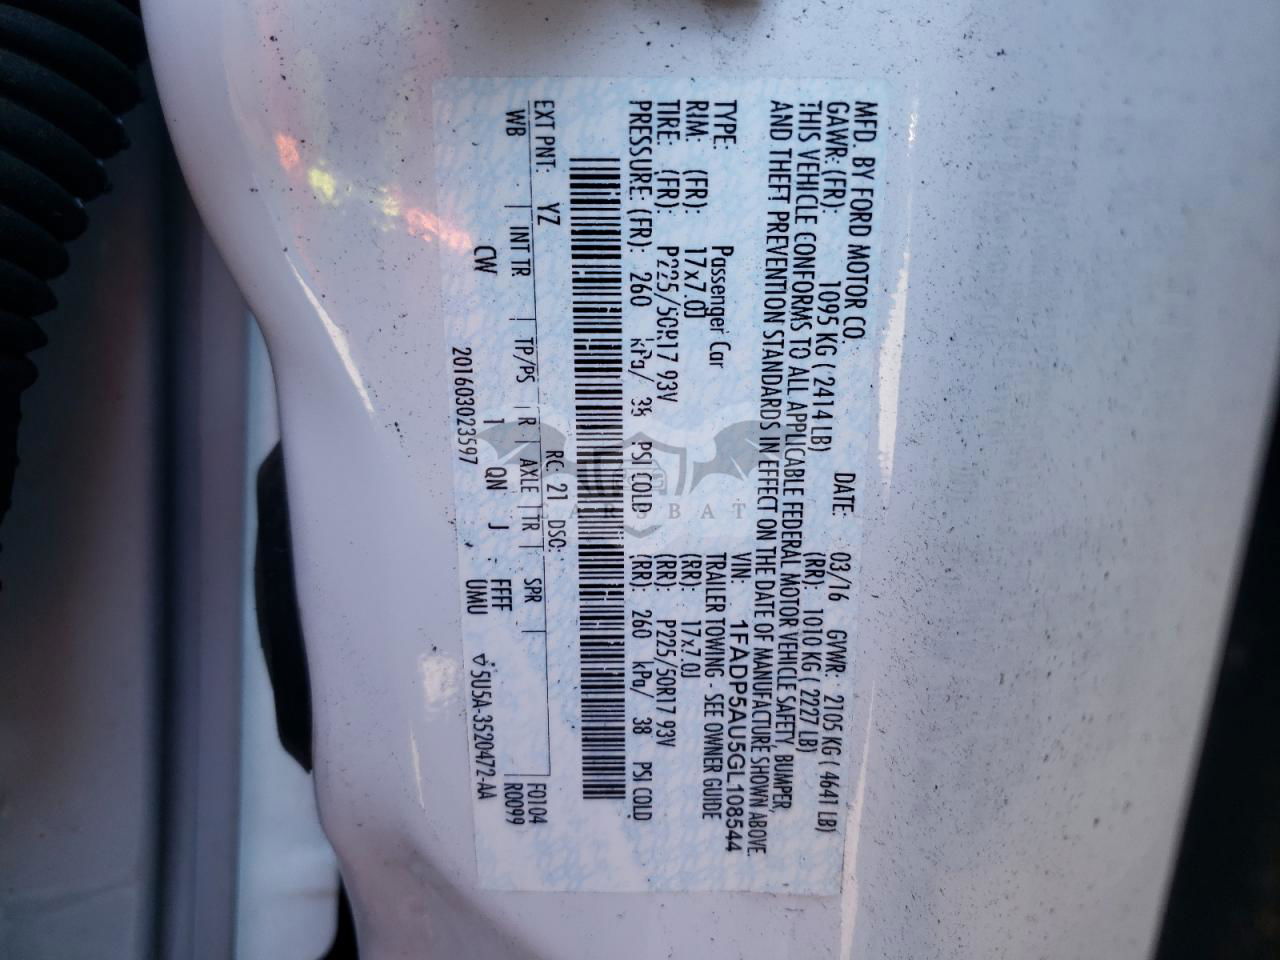 MFD. BY FORD MOTOR CO.
DATE: 03/16 GVWR: 2105 KG ( 4641 LB)
GAWR: (FR): 1095 KG ( 2414 LB) (RR): 1010 KG ( 2227 LB)
THIS VEHICLE CONFORMS TO ALL APPLICABLE FEDERAL MOTOR VEHICLE SAFETY, BUMPER,
AND THEFT PREVENTION STANDARDS IN EFFECT ON THE DATE OF MANUFACTURE SHOWN ABOVE.
VIN: 1FADP5AU5GL108544
TYPE: Passenger Car TRAILER TOWING - SEE OWNER GUIDE
RIM: (FR): 17x7.0J (RR): 17x7.0J
TIRE: (FR): P225/50R17 93V (RR): P225/50R17 93V
PRESSURE: (FR): 260 kPa/ 38 PSI COLD (RR): 260 kPa/ 38 PSI COLD
CARSBAT
EXT PNT: YZ RC: 21 DSO: F0104
WB INT TR TP/PS R AXLE TR SPR R0099
CW 1 QN J FFFF
201603023597 UMU 5U5A-3520472-AA